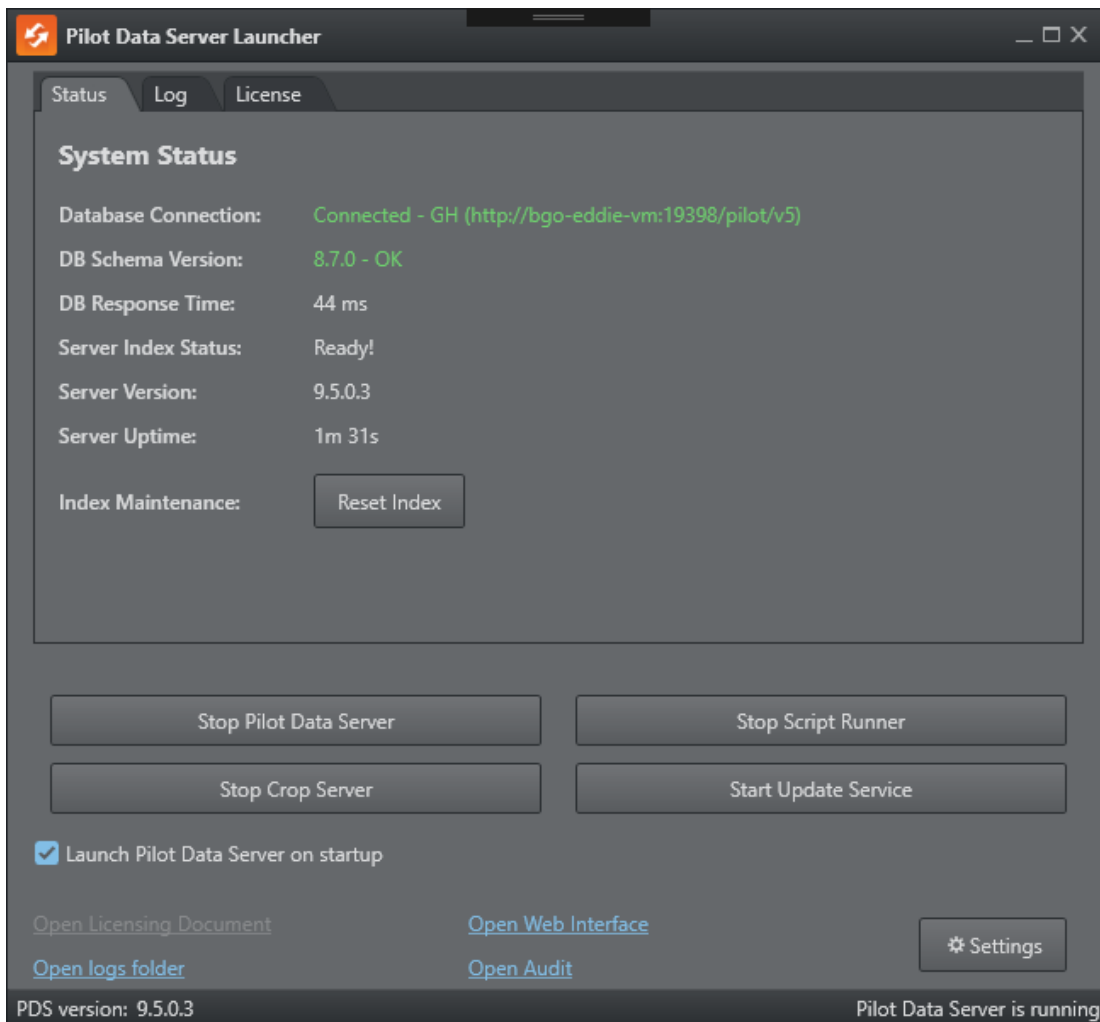 Pilot Data Server Launcher
Status Log License
System Status
Database Connection: Connected - GH (http://bgo-eddie-vm:19398/pilot/v5)
DB Schema Version: 8.7.0 - OK
DB Response Time: 44 ms
Server Index Status: Ready!
Server Version: 9.5.0.3
Server Uptime: 1m 31s
Index Maintenance: Reset Index
Stop Pilot Data Server Stop Script Runner
Stop Crop Server Start Update Service
Launch Pilot Data Server on startup
Open Licensing Document Open Web Interface
Settings
Open logs folder Open Audit
PDS version: 9.5.0.3 Pilot Data Server is running